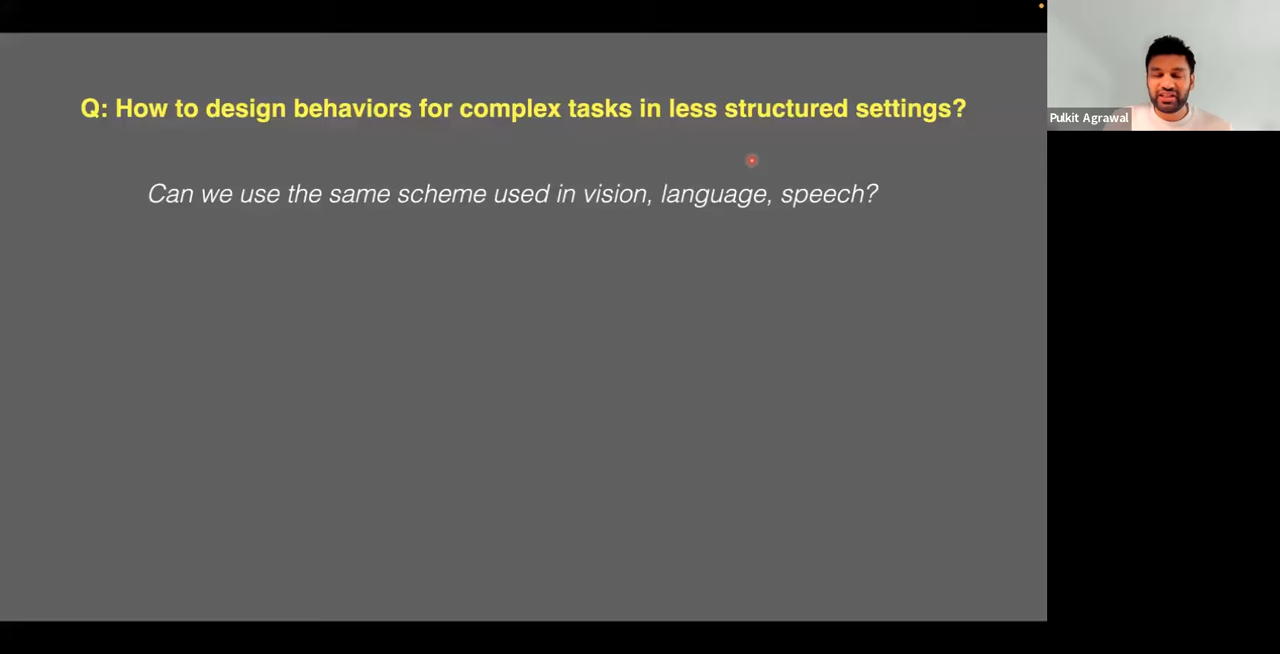 Q: How to design behaviors for complex tasks in less structured settings?
Can we use the same scheme used in vision, language, speech?
Pulkit Agrawal